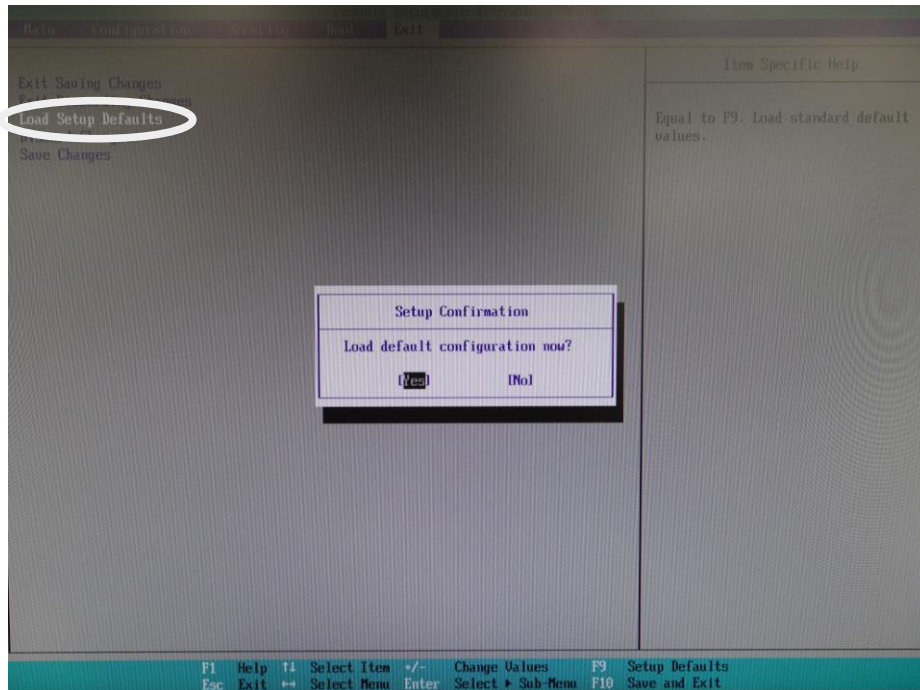 Main Configuration Security Boot Exit
Item Specific Help
Exit Saving Changes
Load Setup Defaults
Save Changes
Equal to F9. Load standard default
values.
Setup Confirmation
Load default configuration now?
[Yes] [No]
F1 Help ↑↓ Select Item +/- Change Values F9 Setup Defaults
Esc Exit ↔ Select Menu Enter Select ▶ Sub-Menu F10 Save and Exit